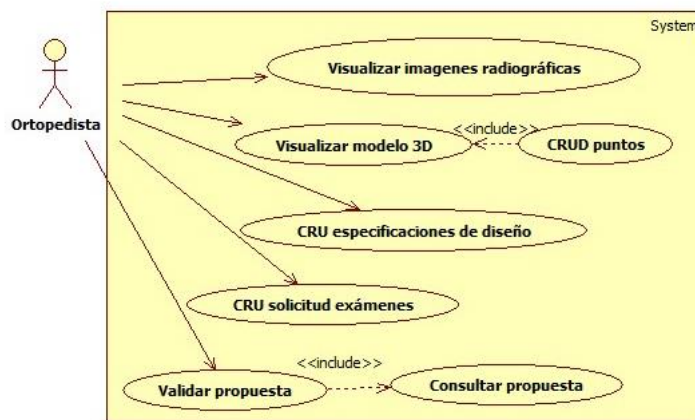 System
Visualizar imagenes radiográficas
Ortopedista
<<include>>
Visualizar modelo 3D
CRUD puntos
CRU especificaciones de diseño
CRU solicitud exámenes
<<include>>
Validar propuesta
Consultar propuesta